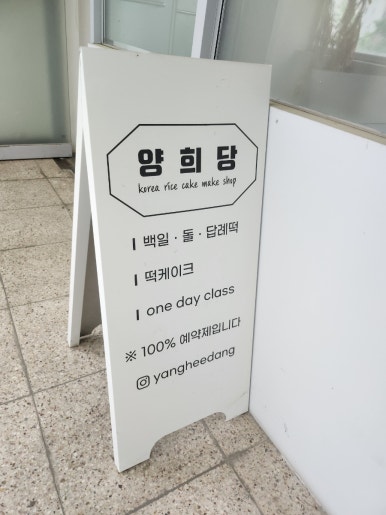 양희당
korea rice cake make shop
| 백일 · 돌 · 답례떡
| 떡케이크
| one day class
※ 100% 예약제입니다
yangheedang